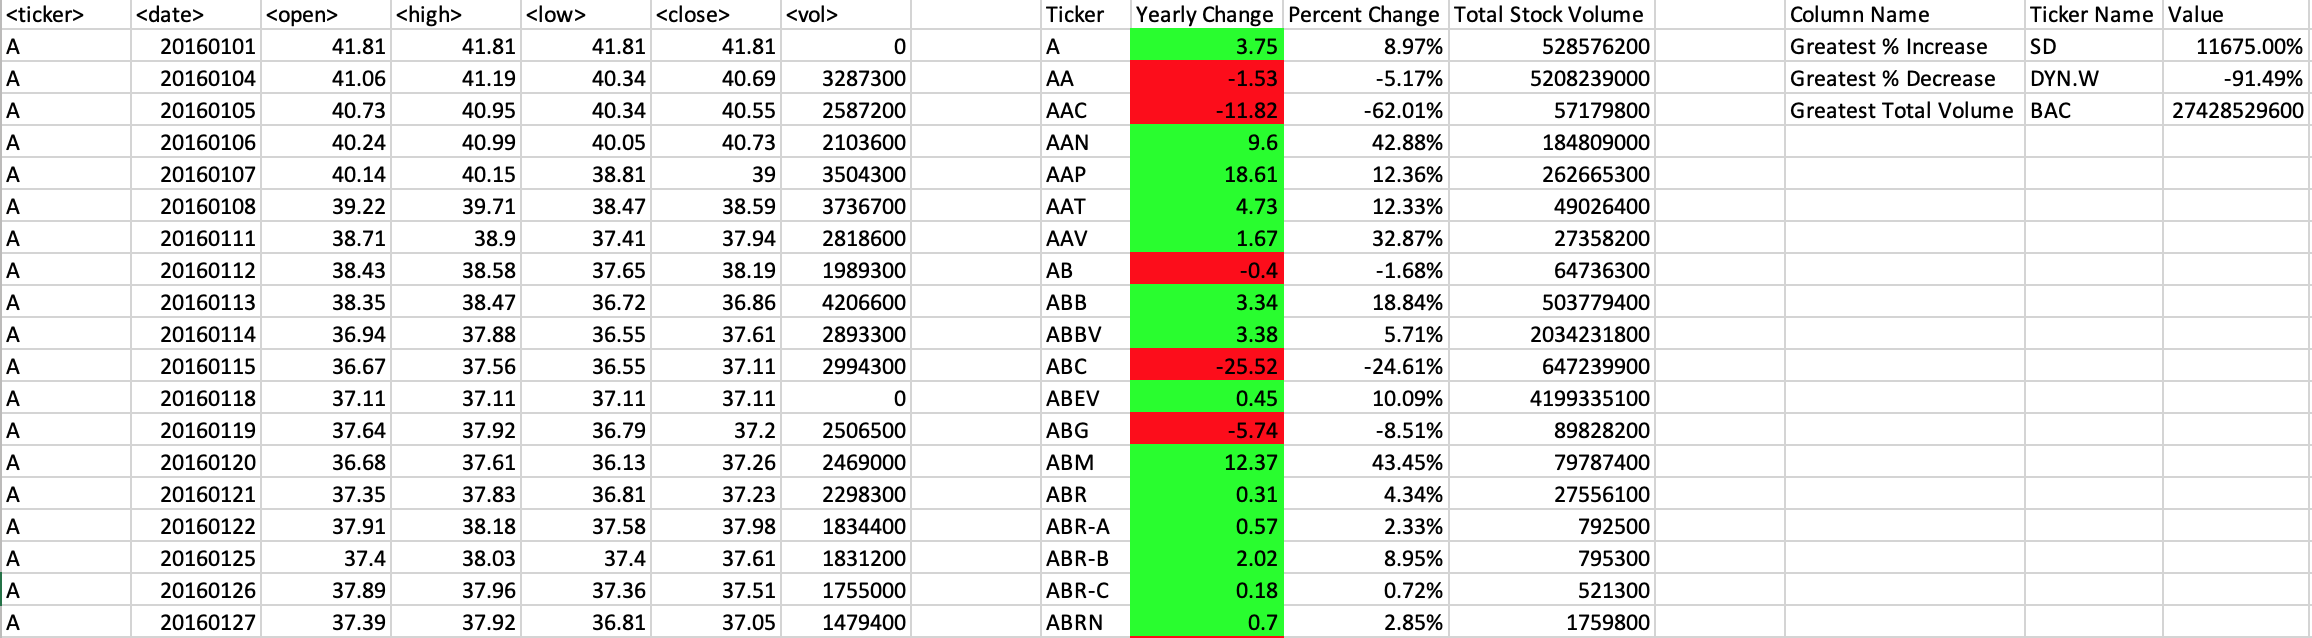 <ticker> <date> <open> <high> <low> <close> <vol> Ticker Yearly Change Percent Change Total Stock Volume Column Name Ticker Name Value
A 20160101 41.81 41.81 41.81 41.81 0 A 3.75 8.97% 528576200 Greatest % Increase SD 11675.00%
A 20160104 41.06 41.19 40.34 40.69 3287300 AA -1.53 -5.17% 5208239000 Greatest % Decrease DYN.W -91.49%
A 20160105 40.73 40.95 40.34 40.55 2587200 AAC -11.82 -62.01% 57179800 Greatest Total Volume BAC 27428529600
A 20160106 40.24 40.99 40.05 40.73 2103600 AAN 9.6 42.88% 184809000
A 20160107 40.14 40.15 38.81 39 3504300 AAP 18.61 12.36% 262665300
A 20160108 39.22 39.71 38.47 38.59 3736700 AAT 4.73 12.33% 49026400
A 20160111 38.71 38.9 37.41 37.94 2818600 AAV 1.67 32.87% 27358200
A 20160112 38.43 38.58 37.65 38.19 1989300 AB -0.4 -1.68% 64736300
A 20160113 38.35 38.47 36.72 36.86 4206600 ABB 3.34 18.84% 503779400
A 20160114 36.94 37.88 36.55 37.61 2893300 ABBV 3.38 5.71% 2034231800
A 20160115 36.67 37.56 36.55 37.11 2994300 ABC -25.52 -24.61% 647239900
A 20160118 37.11 37.11 37.11 37.11 0 ABEV 0.45 10.09% 4199335100
A 20160119 37.64 37.92 36.79 37.2 2506500 ABG -5.74 -8.51% 89828200
A 20160120 36.68 37.61 36.13 37.26 2469000 ABM 12.37 43.45% 79787400
A 20160121 37.35 37.83 36.81 37.23 2298300 ABR 0.31 4.34% 27556100
A 20160122 37.91 38.18 37.58 37.98 1834400 ABR-A 0.57 2.33% 792500
A 20160125 37.4 38.03 37.4 37.61 1831200 ABR-B 2.02 8.95% 795300
A 20160126 37.89 37.96 37.36 37.51 1755000 ABR-C 0.18 0.72% 521300
A 20160127 37.39 37.92 36.81 37.05 1479400 ABRN 0.7 2.85% 1759800